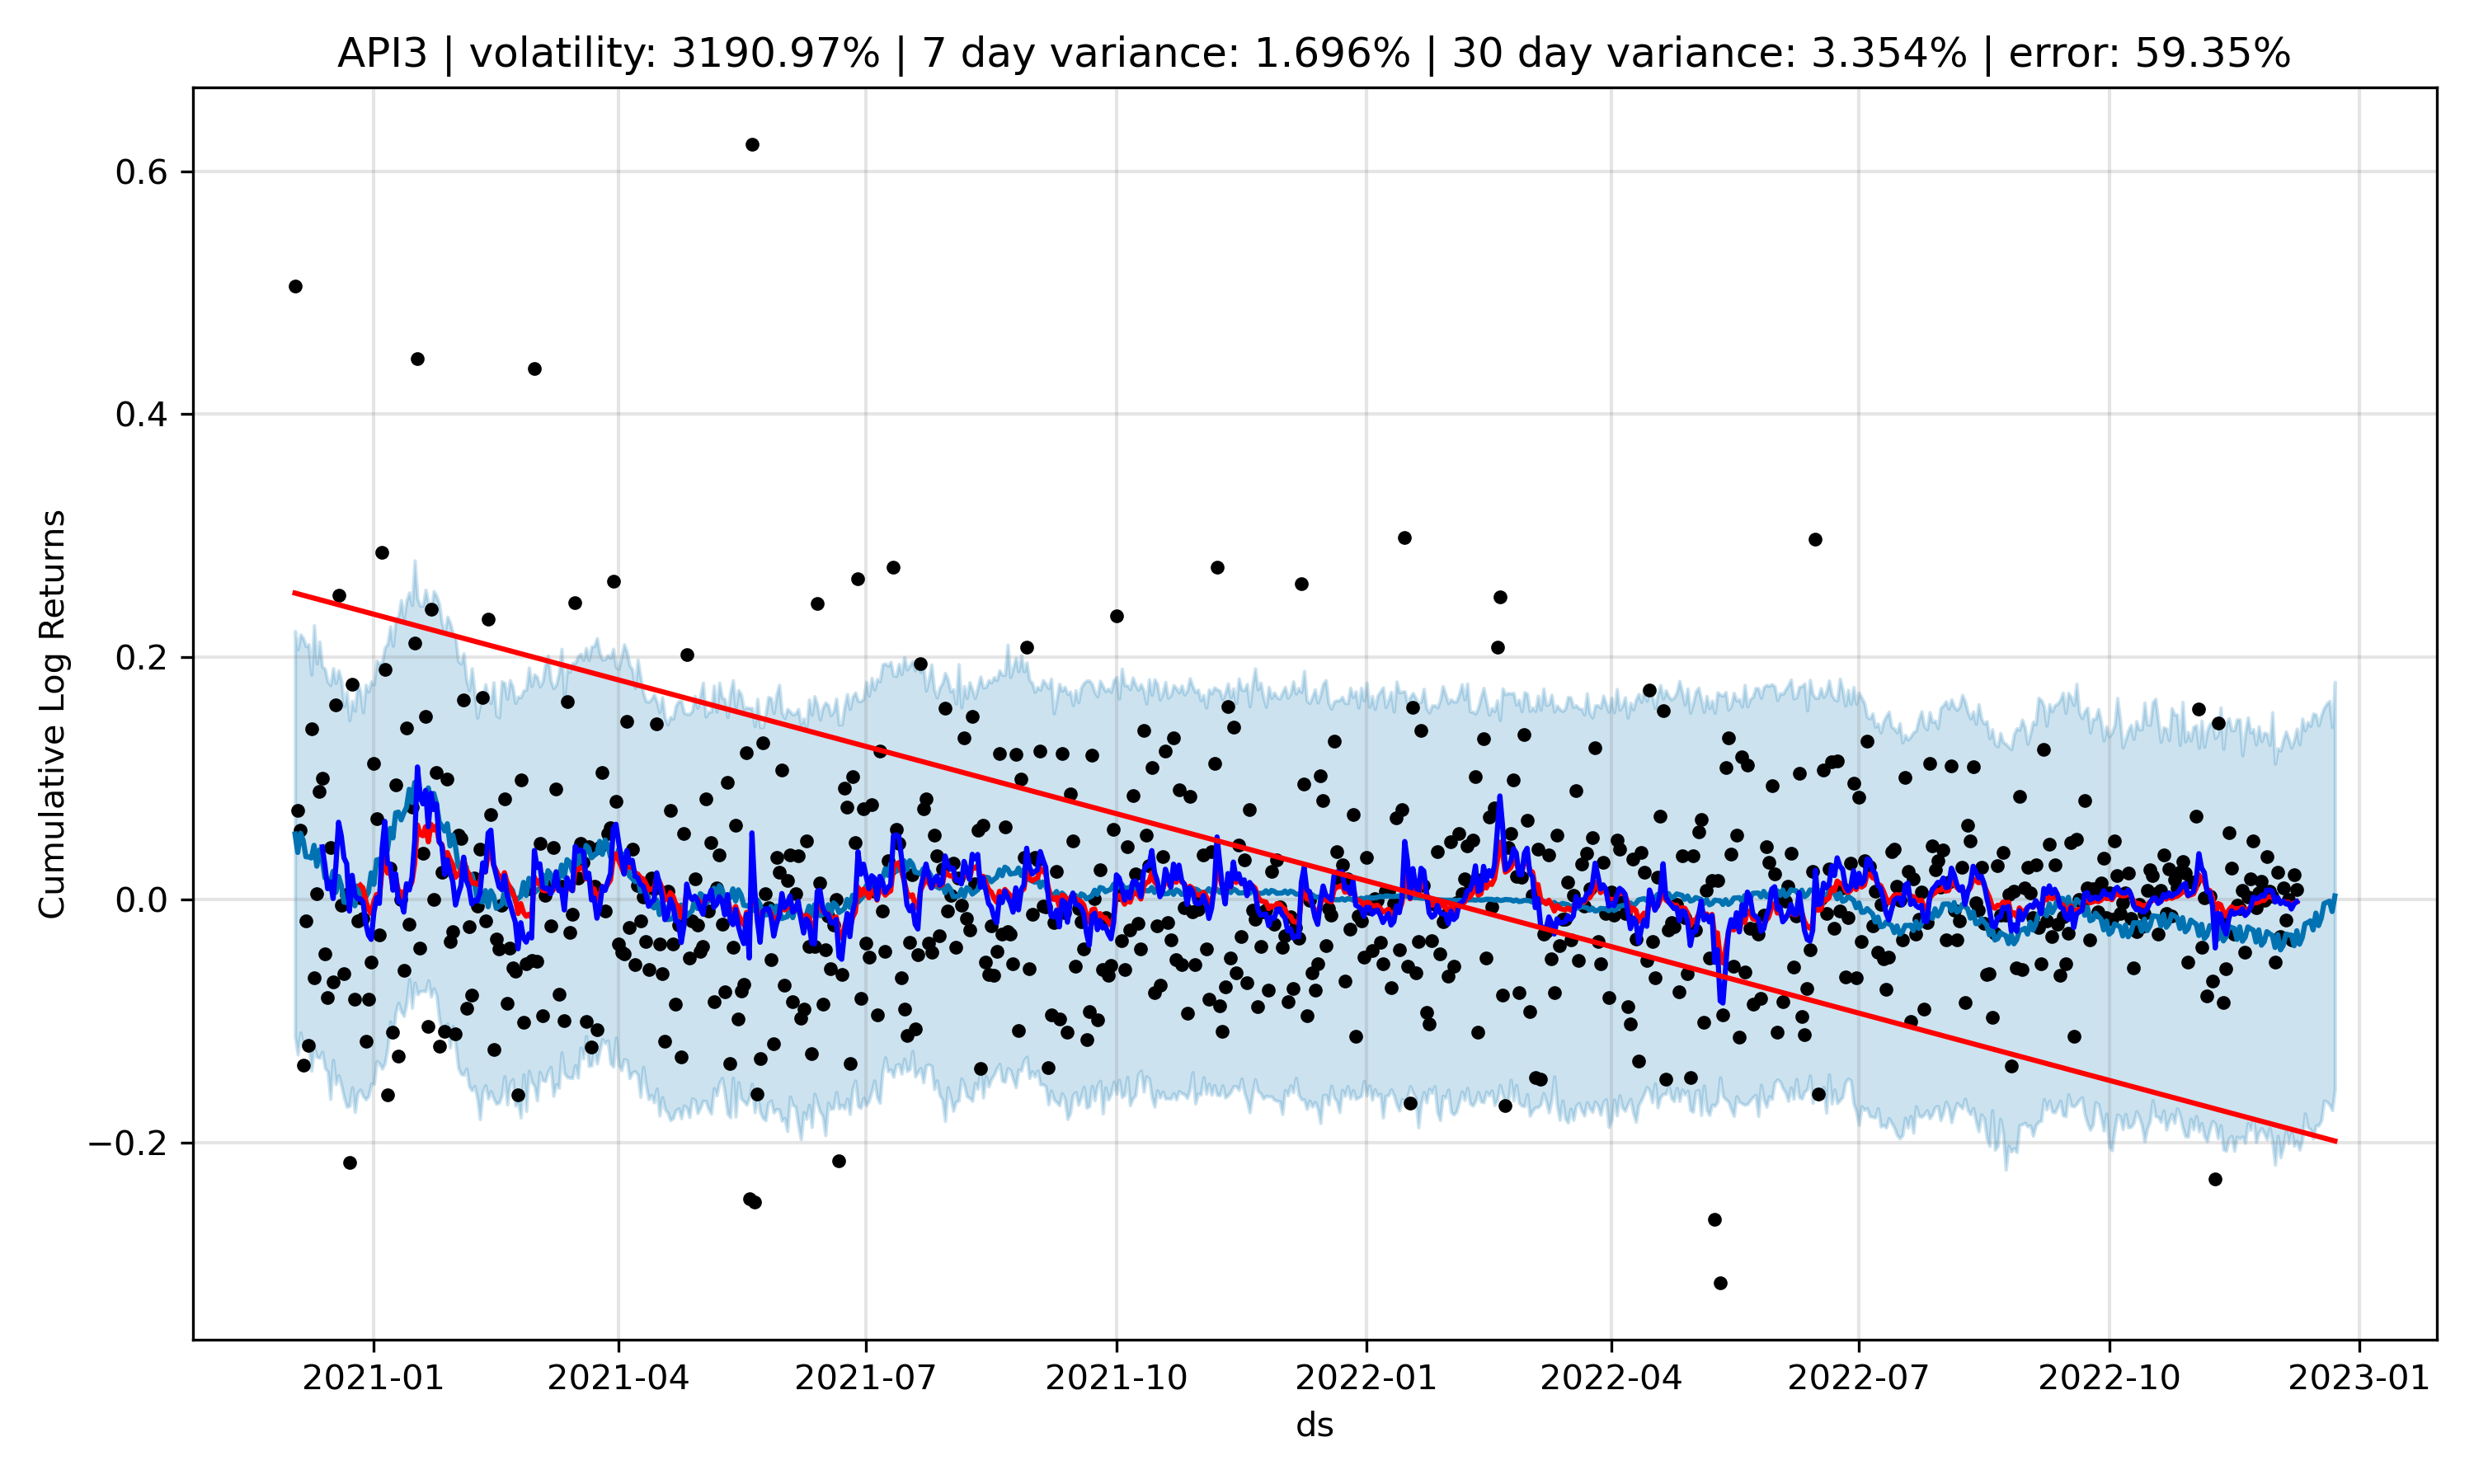 API3 | volatility: 3190.97% | 7 day variance: 1.696% | 30 day variance: 3.354% | error: 59.35%
Cumulative Log Returns
0.6
0.4
0.2
0.0
−0.2
2021-01 2021-04 2021-07 2021-10 2022-01 2022-04 2022-07 2022-10 2023-01
ds